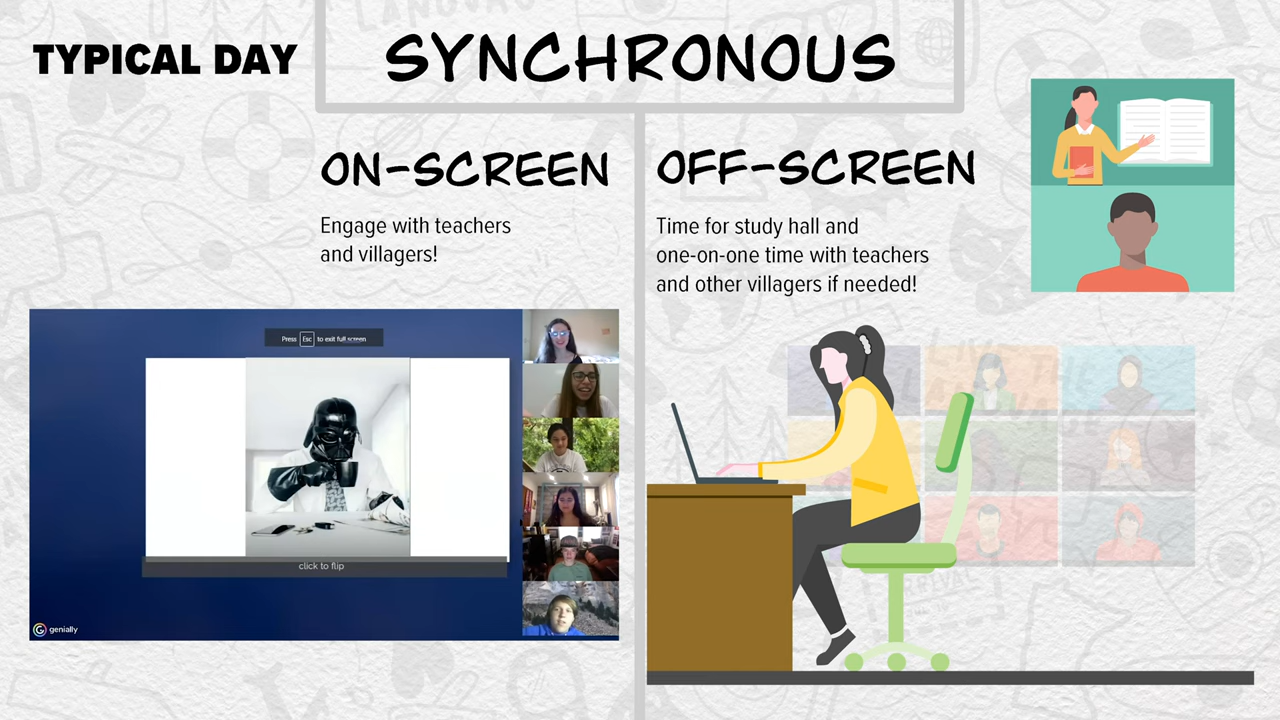 TYPICAL DAY
SYNCHRONOUS
ON-SCREEN
Engage with teachers
and villagers!
OFF-SCREEN
Time for study hall and
one-on-one time with teachers
and other villagers if needed!
Press Esc to exit full screen
click to flip
genially